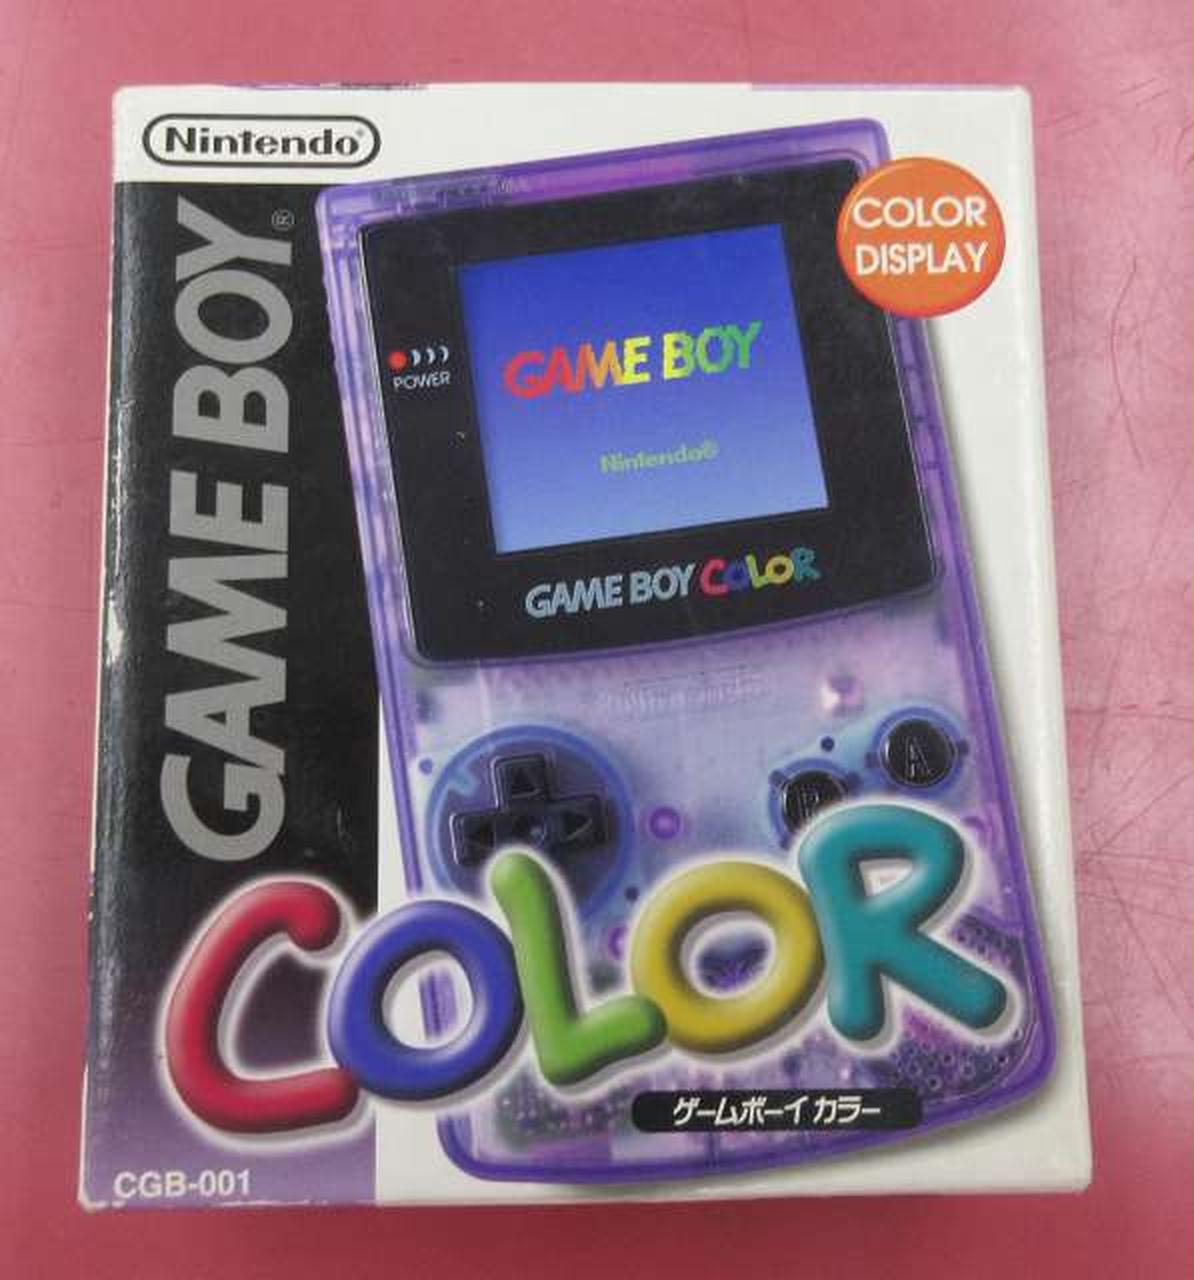 Nintendo®
GAME BOY®
COLOR
DISPLAY
POWER
GAME BOY
Nintendo®
GAME BOY COLOR
Nintendo
A
B
COLOR
ゲームボーイ カラー
CGB-001